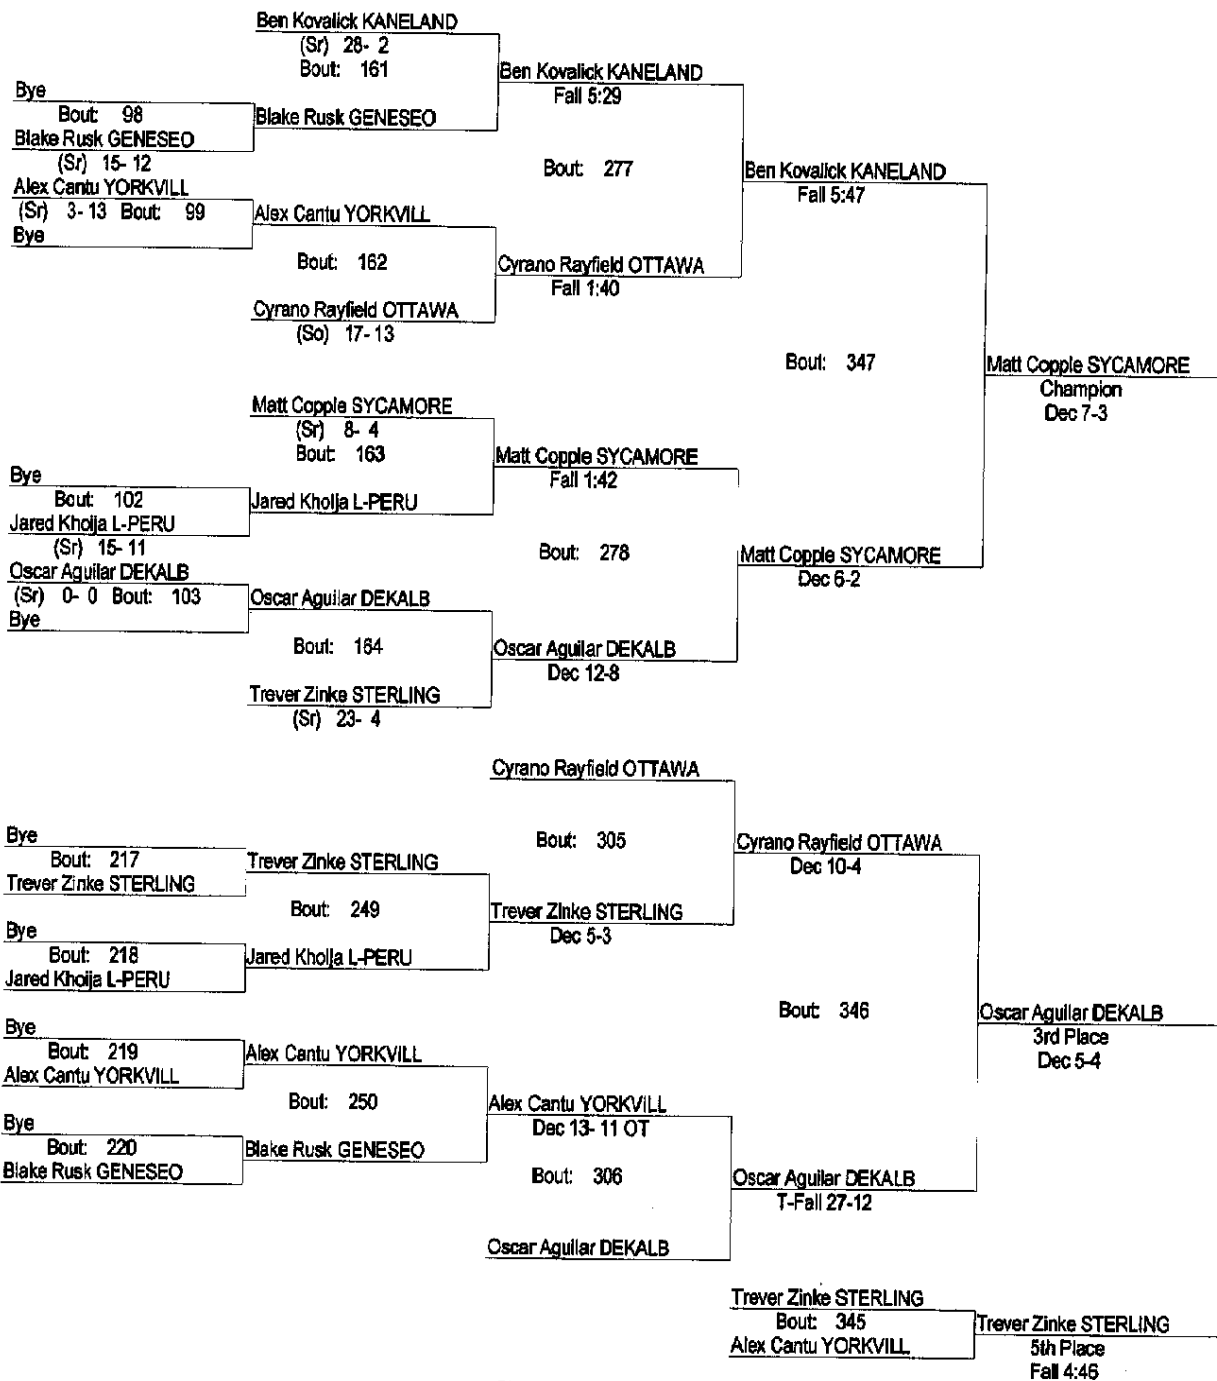 Ben Kovalick KANELAND
(Sr) 28- 2
Bout: 161
Ben Kovalick KANELAND
Fall 5:29
Bye
Bout: 98
Blake Rusk GENESEO
Blake Rusk GENESEO
(Sr) 15- 12
Bout: 277
Ben Kovalick KANELAND
Fall 5:47
Alex Cantu YORKVILL
(Sr) 3- 13 Bout: 99
Alex Cantu YORKVILL
Bye
Bout: 162
Cyrano Rayfield OTTAWA
Fall 1:40
Cyrano Rayfield OTTAWA
(So) 17- 13
Bout: 347
Matt Copple SYCAMORE
Champion
Dec 7-3
Matt Copple SYCAMORE
(Sr) 8- 4
Bout: 163
Matt Copple SYCAMORE
Fall 1:42
Bye
Bout: 102
Jared Khoija L-PERU
Jared Khoija L-PERU
(Sr) 15- 11
Bout: 278
Matt Copple SYCAMORE
Dec 6-2
Oscar Aguilar DEKALB
(Sr) 0- 0 Bout: 103
Oscar Aguilar DEKALB
Bye
Bout: 164
Oscar Aguilar DEKALB
Dec 12-8
Trever Zinke STERLING
(Sr) 23- 4
Cyrano Rayfield OTTAWA
Bout: 305
Cyrano Rayfield OTTAWA
Dec 10-4
Bye
Bout: 217
Trever Zinke STERLING
Trever Zinke STERLING
Bout: 249
Trever Zinke STERLING
Dec 5-3
Bye
Bout: 218
Jared Khoija L-PERU
Jared Khoija L-PERU
Bout: 346
Oscar Aguilar DEKALB
3rd Place
Dec 5-4
Bye
Bout: 219
Alex Cantu YORKVILL
Alex Cantu YORKVILL
Bout: 250
Alex Cantu YORKVILL
Dec 13- 11 OT
Bye
Bout: 220
Blake Rusk GENESEO
Blake Rusk GENESEO
Bout: 306
Oscar Aguilar DEKALB
T-Fall 27-12
Oscar Aguilar DEKALB
Trever Zinke STERLING
Bout: 345
Alex Cantu YORKVILL
Trever Zinke STERLING
5th Place
Fall 4:46